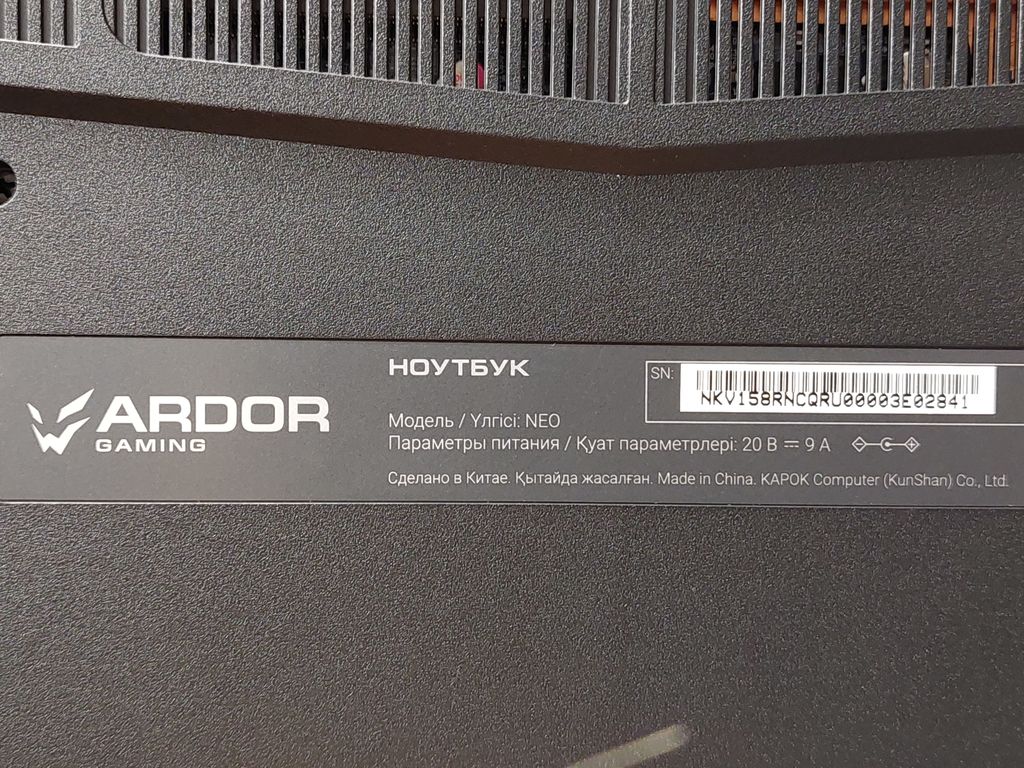 ARDOR
GAMING
НОУТБУК
Модель / Үлгісі: NEO
Параметры питания / Қуат параметрлері: 20 В ⎓ 9 А
Сделано в Китае. Қытайда жасалған. Made in China. KAPOK Computer (KunShan) Co., Ltd.
SN:
NKV158RNCQRU00003E02841